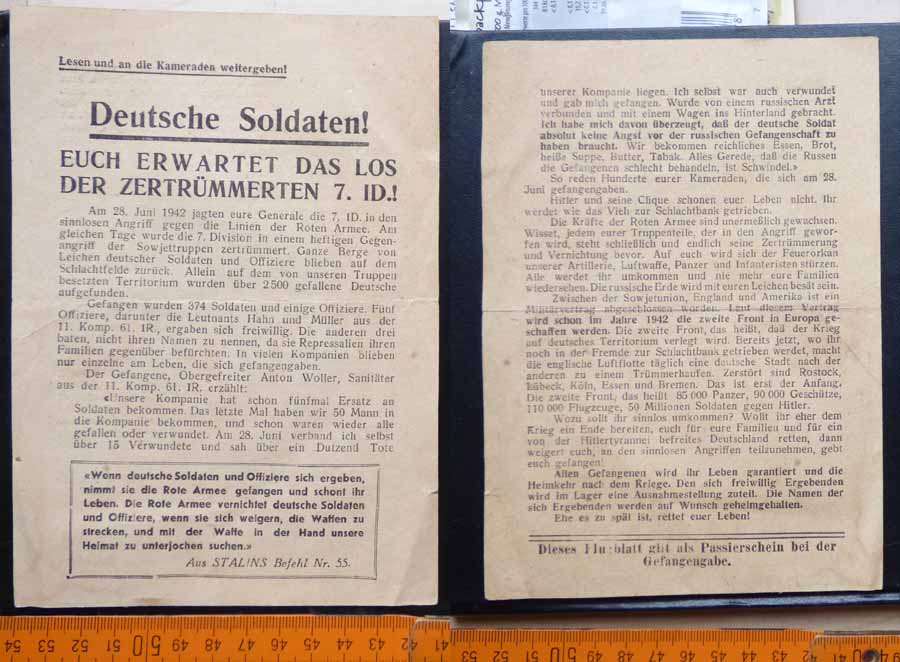 Lesen und an die Kameraden weitergeben!
Deutsche Soldaten!
EUCH ERWARTET DAS LOS
DER ZERTRÜMMERTEN 7. ID.!
Am 28. Juni 1942 jagten eure Generale die 7. ID. in den
sinnlosen Angriff gegen die Linien der Roten Armee. Am
gleichen Tage wurde die 7. Division in einem heftigen Gegen-
angriff der Sowjettruppen zertrümmert. Ganze Berge von
Leichen deutscher Soldaten und Offiziere blieben auf dem
Schlachtfelde zurück. Allein auf dem von unseren Truppen
besetzten Territorium wurden über 2500 gefallene Deutsche
aufgefunden.
Gefangen wurden 374 Soldaten und einige Offiziere. Fünf
Offiziere, darunter die Leutnants Hahn und Müller aus der
11. Komp. 61. IR., ergaben sich freiwillig. Die anderen drei
baten, nicht ihren Namen zu nennen, da sie Repressalien ihren
Familien gegenüber befürchten. In vielen Kompanien blieben
nur einzelne am Leben, die sich gefangengaben.
Der Gefangene, Obergefreiter Anton Woller, Sanitäter
aus der 11. Komp. 61. IR. erzählt:
«Unsere Kompanie hat schon fünfmal Ersatz an
Soldaten bekommen. Das letzte Mal haben wir 50 Mann in
die Kompanie bekommen, und schon waren wieder alle
gefallen oder verwundet. Am 28. Juni verband ich selbst
über 15 Verwundete und sah über ein Dutzend Tote
«Wenn deutsche Soldaten und Offiziere sich ergeben,
nimmt sie die Rote Armee gefangen und schont ihr
Leben. Die Rote Armee vernichtet deutsche Soldaten
und Offiziere, wenn sie sich weigern, die Waffen zu
strecken, und mit der Waffe in der Hand unsere
Heimat zu unterjochen suchen.»
Aus STALINS Befehl Nr. 55.
unserer Kompanie liegen. Ich selbst war auch verwundet
und gab mich gefangen. Wurde von einem russischen Arzt
verbunden und mit einem Wagen ins Hinterland gebracht.
Ich habe mich davon überzeugt, daß der deutsche Soldat
absolut keine Angst vor der russischen Gefangenschaft zu
haben braucht. Wir bekommen reichliches Essen, Brot,
heiße Suppe, Butter, Tabak. Alles Gerede, daß die Russen
die Gefangenen schlecht behandeln, ist Schwindel.»
So reden Hunderte eurer Kameraden, die sich am 28.
Juni gefangengaben.
Hitler und seine Clique schonen euer Leben nicht. Ihr
werdet wie das Vieh zur Schlachtbank getrieben.
Die Kräfte der Roten Armee sind unermeßlich gewachsen.
Wisset, jedem eurer Truppenteile, der in den Angriff gewor-
fen wird, steht schließlich und endlich seine Zertrümmerung
und Vernichtung bevor. Auf euch wird sich der Feuerorkan
unserer Artillerie, Luftwaffe, Panzer und Infanteristen stürzen.
Alle werdet ihr umkommen und nie mehr eure Familien
wiedersehen. Die russische Erde wird mit euren Leichen besät sein.
Zwischen der Sowjetunion, England und Amerika ist ein
Militärvertrag abgeschlossen worden. Laut diesem Vertrag
wird schon im Jahre 1942 die zweite Front in Europa ge-
schaffen werden. Die zweite Front, das heißt, daß der Krieg
auf deutsches Territorium verlegt wird. Bereits jetzt, wo ihr
noch in der Fremde zur Schlachtbank getrieben werdet, macht
die englische Luftflotte täglich eine deutsche Stadt nach der
anderen zu einem Trümmerhaufen. Zerstört sind Rostock,
Lübeck, Köln, Essen und Bremen. Das ist erst der Anfang.
Die zweite Front, das heißt 85 000 Panzer, 90 000 Geschütze,
110 000 Flugzeuge, 50 Millionen Soldaten gegen Hitler.
Wozu sollt ihr sinnlos umkommen? Wollt ihr eher dem
Krieg ein Ende bereiten, euch für eure Familien und für ein
von der Hitlertyrannei befreites Deutschland retten, dann
weigert euch, an den sinnlosen Angriffen teilzunehmen, gebt
euch gefangen!
Allen Gefangenen wird ihr Leben garantiert und die
Heimkehr nach dem Kriege. Den sich freiwillig Ergebenden
wird im Lager eine Ausnahmestellung zuteil. Die Namen der
sich Ergebenden werden auf Wunsch geheimgehalten.
Ehe es zu spät ist, rettet euer Leben!
Dieses Flugblatt gibt als Passierschein bei der
Gefangengabe.
54 53 52 51 50 49 48 47 46 45 44 43 42 41